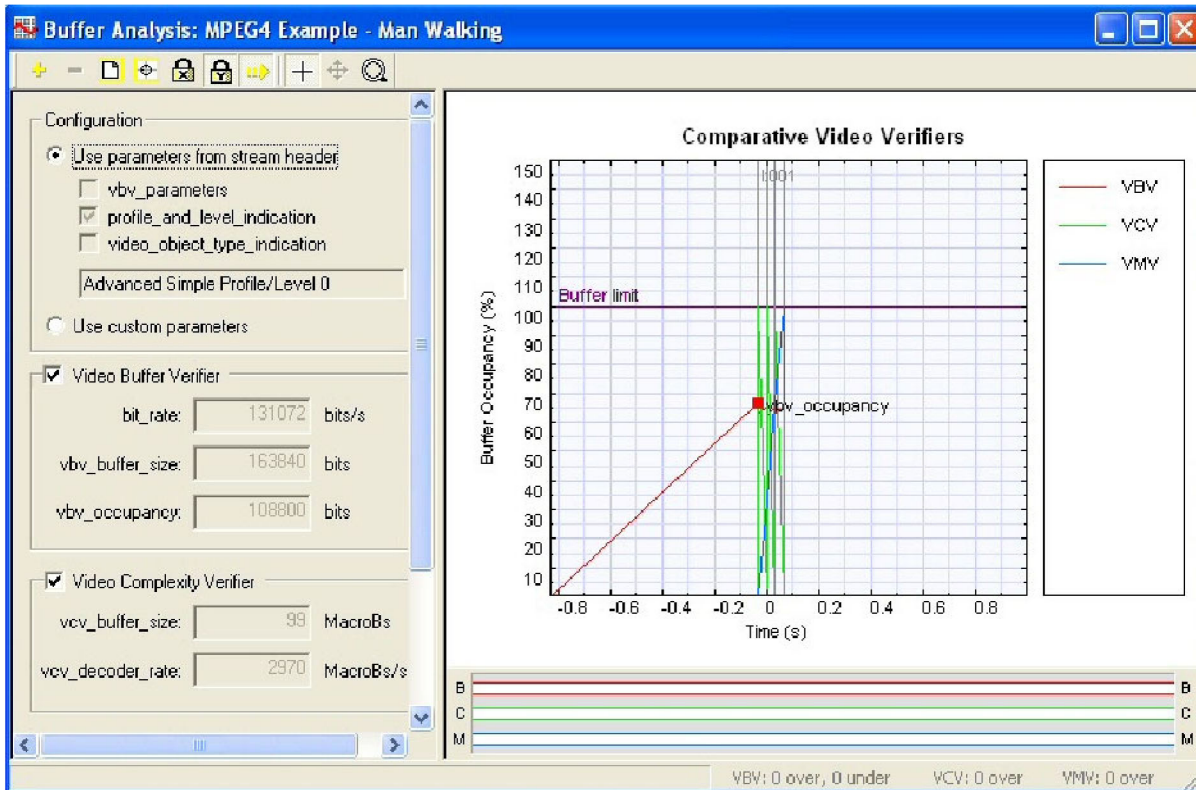 Buffer Analysis: MPEG4 Example - Man Walking
Configuration
Use parameters from stream header
vbv_parameters
profile_and_level_indication
video_object_type_indication
Advanced Simple Profile/Level 0
Use custom parameters
Video Buffer Verifier
bit_rate: 131072 bits/s
vbv_buffer_size: 163840 bits
vbv_occupancy: 108800 bits
Video Complexity Verifier
vcv_buffer_size: 99 MacroBs
vcv_decoder_rate: 2970 MacroBs/s
Comparative Video Verifiers
150
140
130
120
110
100
90
80
70
60
50
40
30
20
10
Buffer Occupancy (%)
Buffer limit
vbv_occupancy
-0.8 -0.6 -0.4 -0.2 0 0.2 0.4 0.6 0.8
Time (s)
VBV
VCV
VMV
B B
C C
M M
VBV: 0 over, 0 under VCV: 0 over VMV: 0 over